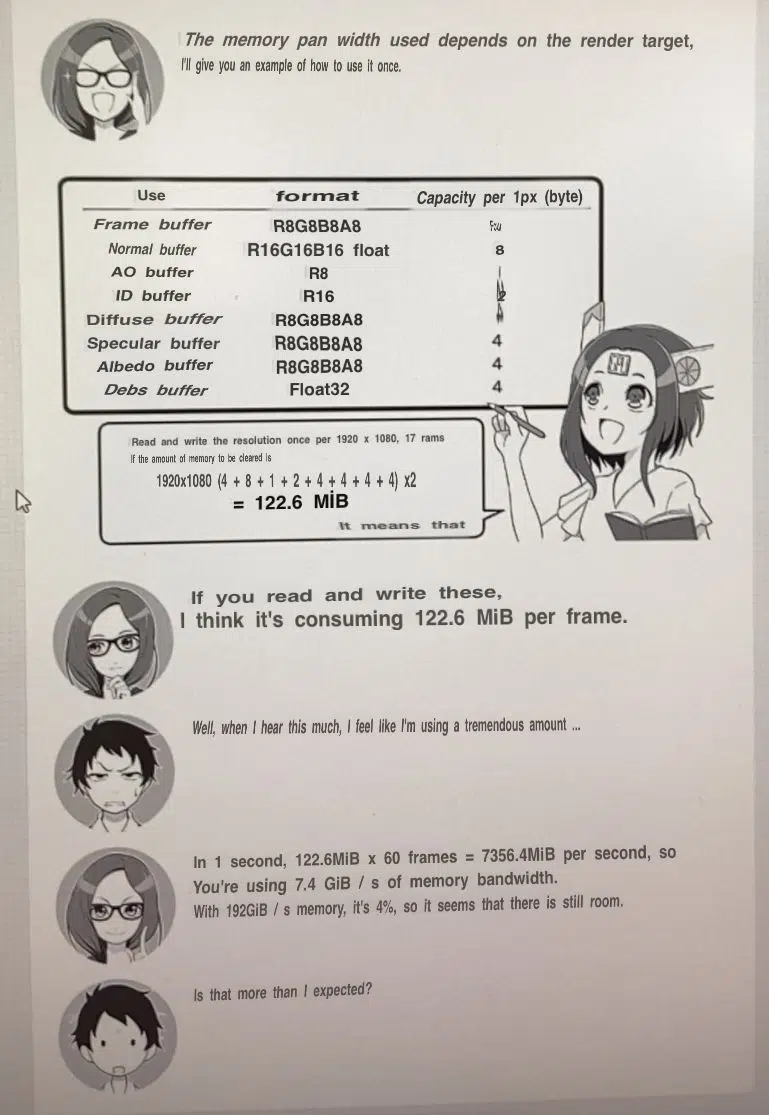 The memory pan width used depends on the render target,
I'll give you an example of how to use it once.
Use format Capacity per 1px (byte)
Frame buffer R8G8B8A8
Normal buffer R16G16B16 float 8
AO buffer R8
ID buffer R16 2
Diffuse buffer R8G8B8A8
Specular buffer R8G8B8A8 4
Albedo buffer R8G8B8A8 4
Debs buffer Float32 4
Read and write the resolution once per 1920 x 1080, 17 rams
If the amount of memory to be cleared is
1920x1080 (4 + 8 + 1 + 2 + 4 + 4 + 4 + 4) x2
= 122.6 MiB
It means that
If you read and write these,
I think it's consuming 122.6 MiB per frame.
Well, when I hear this much, I feel like I'm using a tremendous amount ...
In 1 second, 122.6MiB x 60 frames = 7356.4MiB per second, so
You're using 7.4 GiB / s of memory bandwidth.
With 192GiB / s memory, it's 4%, so it seems that there is still room.
Is that more than I expected?